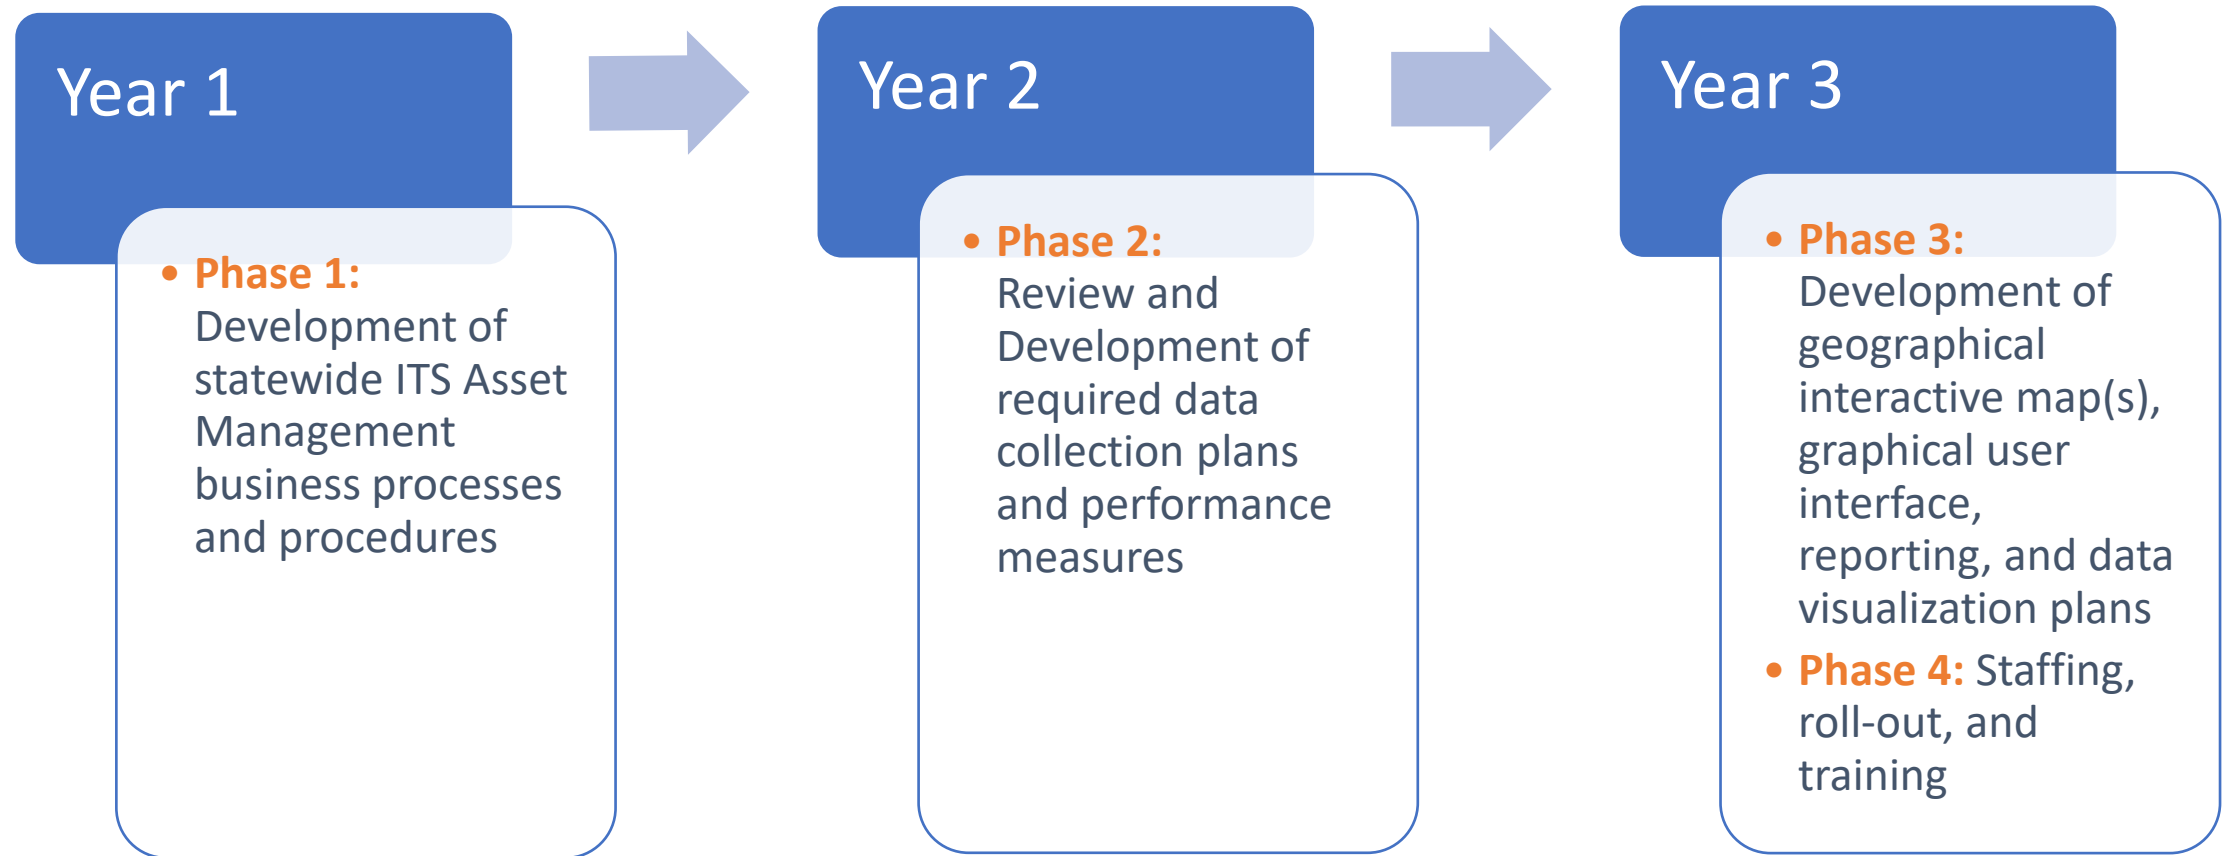 Year 1
• Phase 1:
Development of
statewide ITS Asset
Management
business processes
and procedures
Year 2
• Phase 2:
Review and
Development of
required data
collection plans
and performance
measures
Year 3
• Phase 3:
Development of
geographical
interactive map(s),
graphical user
interface,
reporting, and data
visualization plans
• Phase 4: Staffing,
roll-out, and
training